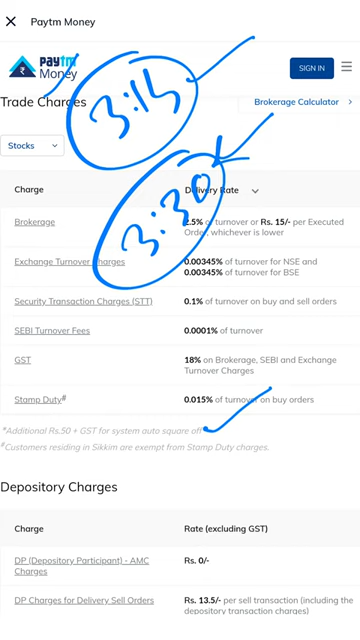 Paytm Money
paytm
Money
SIGN IN
Trade Charges
Brokerage Calculator
Stocks
3:15
3:30
Charge
Delivery Rate
Brokerage
2.5% of turnover or Rs. 15/- per Executed
Order, whichever is lower
Exchange Turnover Charges
0.00345% of turnover for NSE and
0.00345% of turnover for BSE
Security Transaction Charges (STT)
0.1% of turnover on buy and sell orders
SEBI Turnover Fees
0.0001% of turnover
GST
18% on Brokerage, SEBI and Exchange
Turnover Charges
Stamp Duty#
0.015% of turnover on buy orders
*Additional Rs.50 + GST for system auto square off
#Customers residing in Sikkim are exempt from Stamp Duty charges.
Depository Charges
Charge
Rate (excluding GST)
DP (Depository Participant) - AMC
Charges
Rs. 0/-
DP Charges for Delivery Sell Orders
Rs. 13.5/- per sell transaction (including the
depository transaction charges)